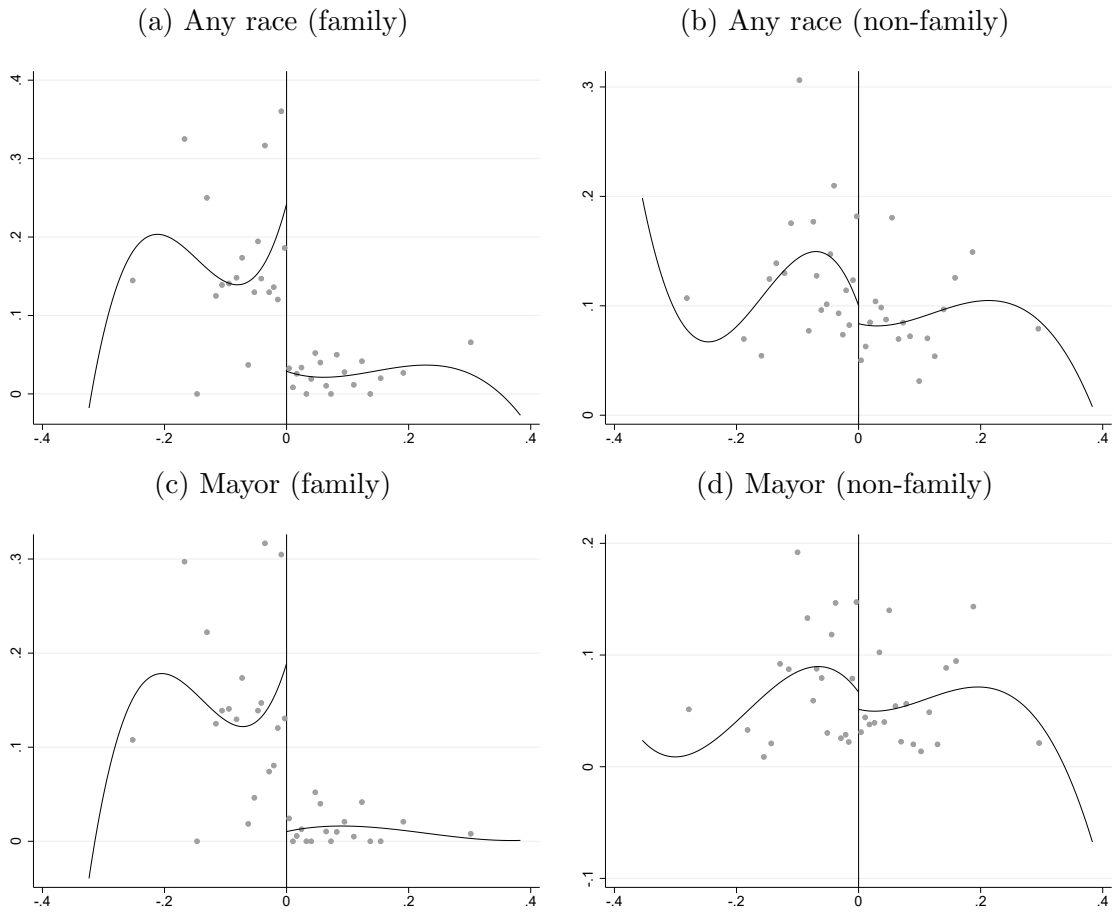 (a) Any race (family)
(b) Any race (non-family)
.4
.3
.2
.1
0
-.4 -.2 0 .2 .4
.3
.2
.1
0
-.4 -.2 0 .2 .4
(c) Mayor (family)
(d) Mayor (non-family)
.3
.2
.1
0
-.4 -.2 0 .2 .4
.2
.1
0
-.1
-.4 -.2 0 .2 .4